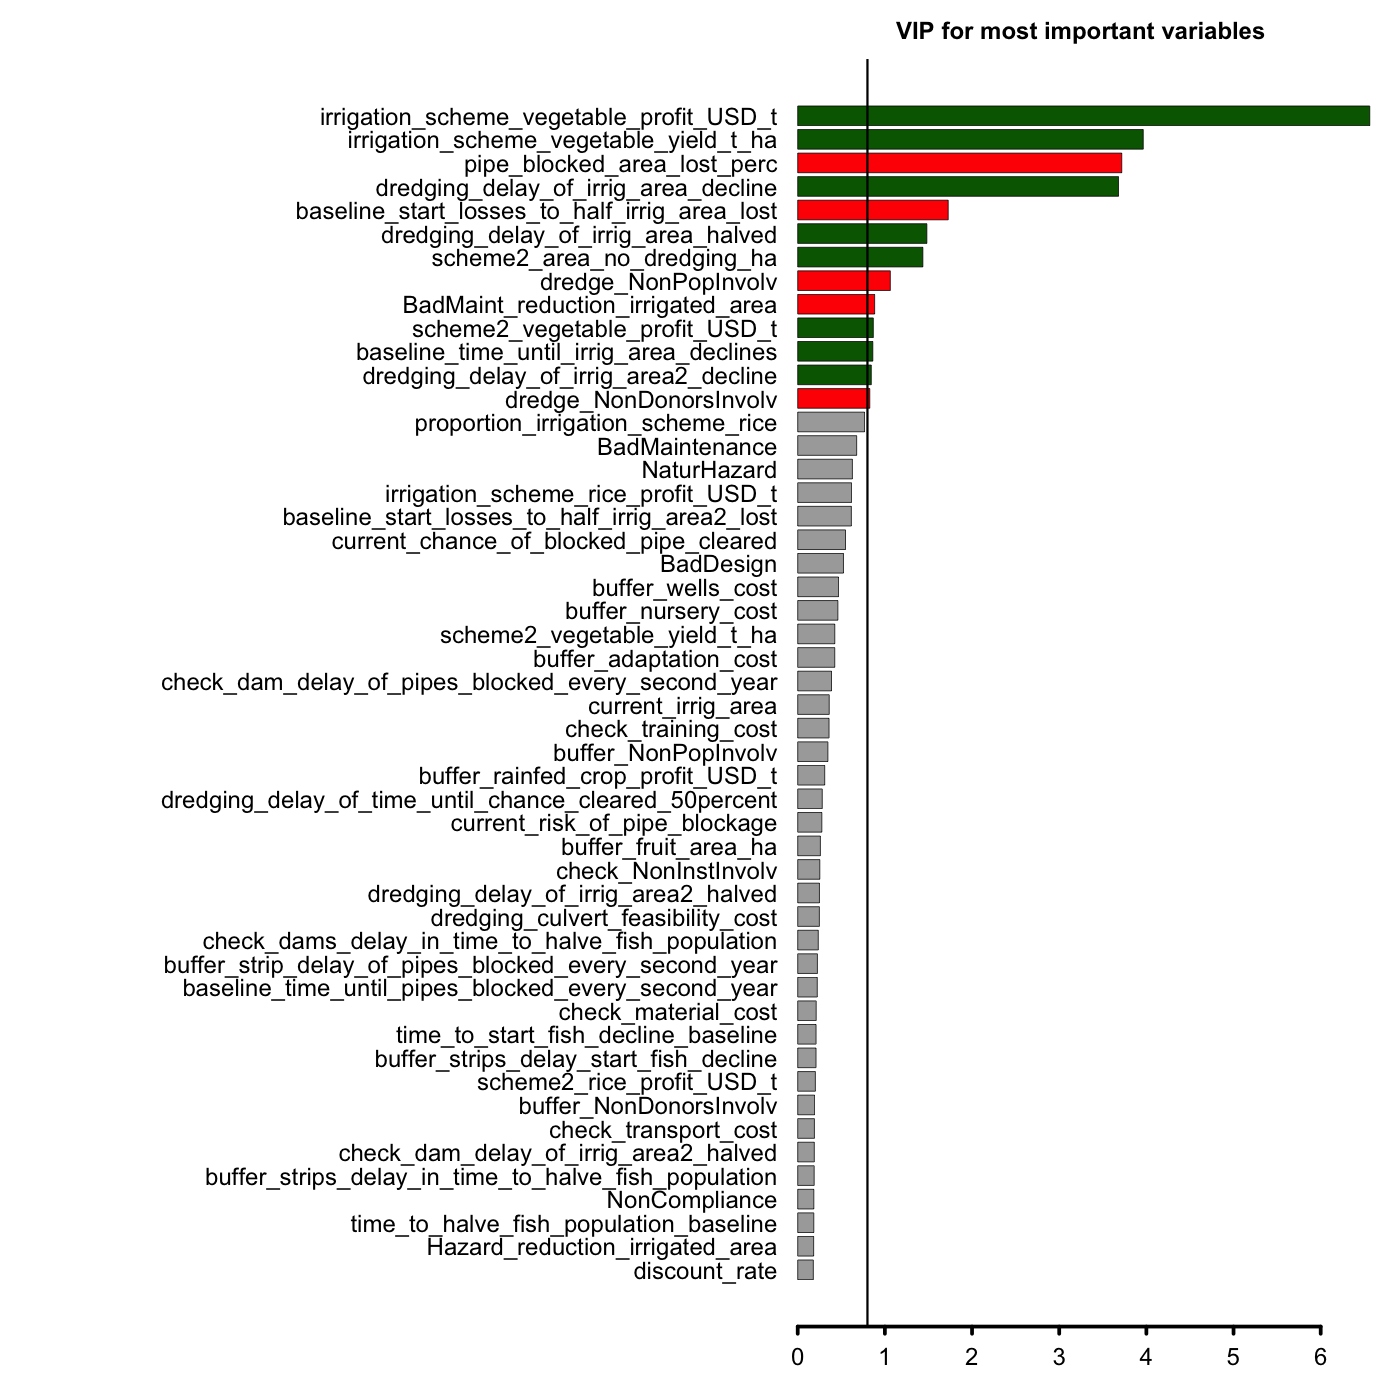 VIP for most important variables
irrigation_scheme_vegetable_profit_USD_t
irrigation_scheme_vegetable_yield_t_ha
pipe_blocked_area_lost_perc
dredging_delay_of_irrig_area_decline
baseline_start_losses_to_half_irrig_area_lost
dredging_delay_of_irrig_area_halved
scheme2_area_no_dredging_ha
dredge_NonPopInvolv
BadMaint_reduction_irrigated_area
scheme2_vegetable_profit_USD_t
baseline_time_until_irrig_area_declines
dredging_delay_of_irrig_area2_decline
dredge_NonDonorsInvolv
proportion_irrigation_scheme_rice
BadMaintenance
NaturHazard
irrigation_scheme_rice_profit_USD_t
baseline_start_losses_to_half_irrig_area2_lost
current_chance_of_blocked_pipe_cleared
BadDesign
buffer_wells_cost
buffer_nursery_cost
scheme2_vegetable_yield_t_ha
buffer_adaptation_cost
check_dam_delay_of_pipes_blocked_every_second_year
current_irrig_area
check_training_cost
buffer_NonPopInvolv
buffer_rainfed_crop_profit_USD_t
dredging_delay_of_time_until_chance_cleared_50percent
current_risk_of_pipe_blockage
buffer_fruit_area_ha
check_NonInstInvolv
dredging_delay_of_irrig_area2_halved
dredging_culvert_feasibility_cost
check_dams_delay_in_time_to_halve_fish_population
buffer_strip_delay_of_pipes_blocked_every_second_year
baseline_time_until_pipes_blocked_every_second_year
check_material_cost
time_to_start_fish_decline_baseline
buffer_strips_delay_start_fish_decline
scheme2_rice_profit_USD_t
buffer_NonDonorsInvolv
check_transport_cost
check_dam_delay_of_irrig_area2_halved
buffer_strips_delay_in_time_to_halve_fish_population
NonCompliance
time_to_halve_fish_population_baseline
Hazard_reduction_irrigated_area
discount_rate
0 1 2 3 4 5 6